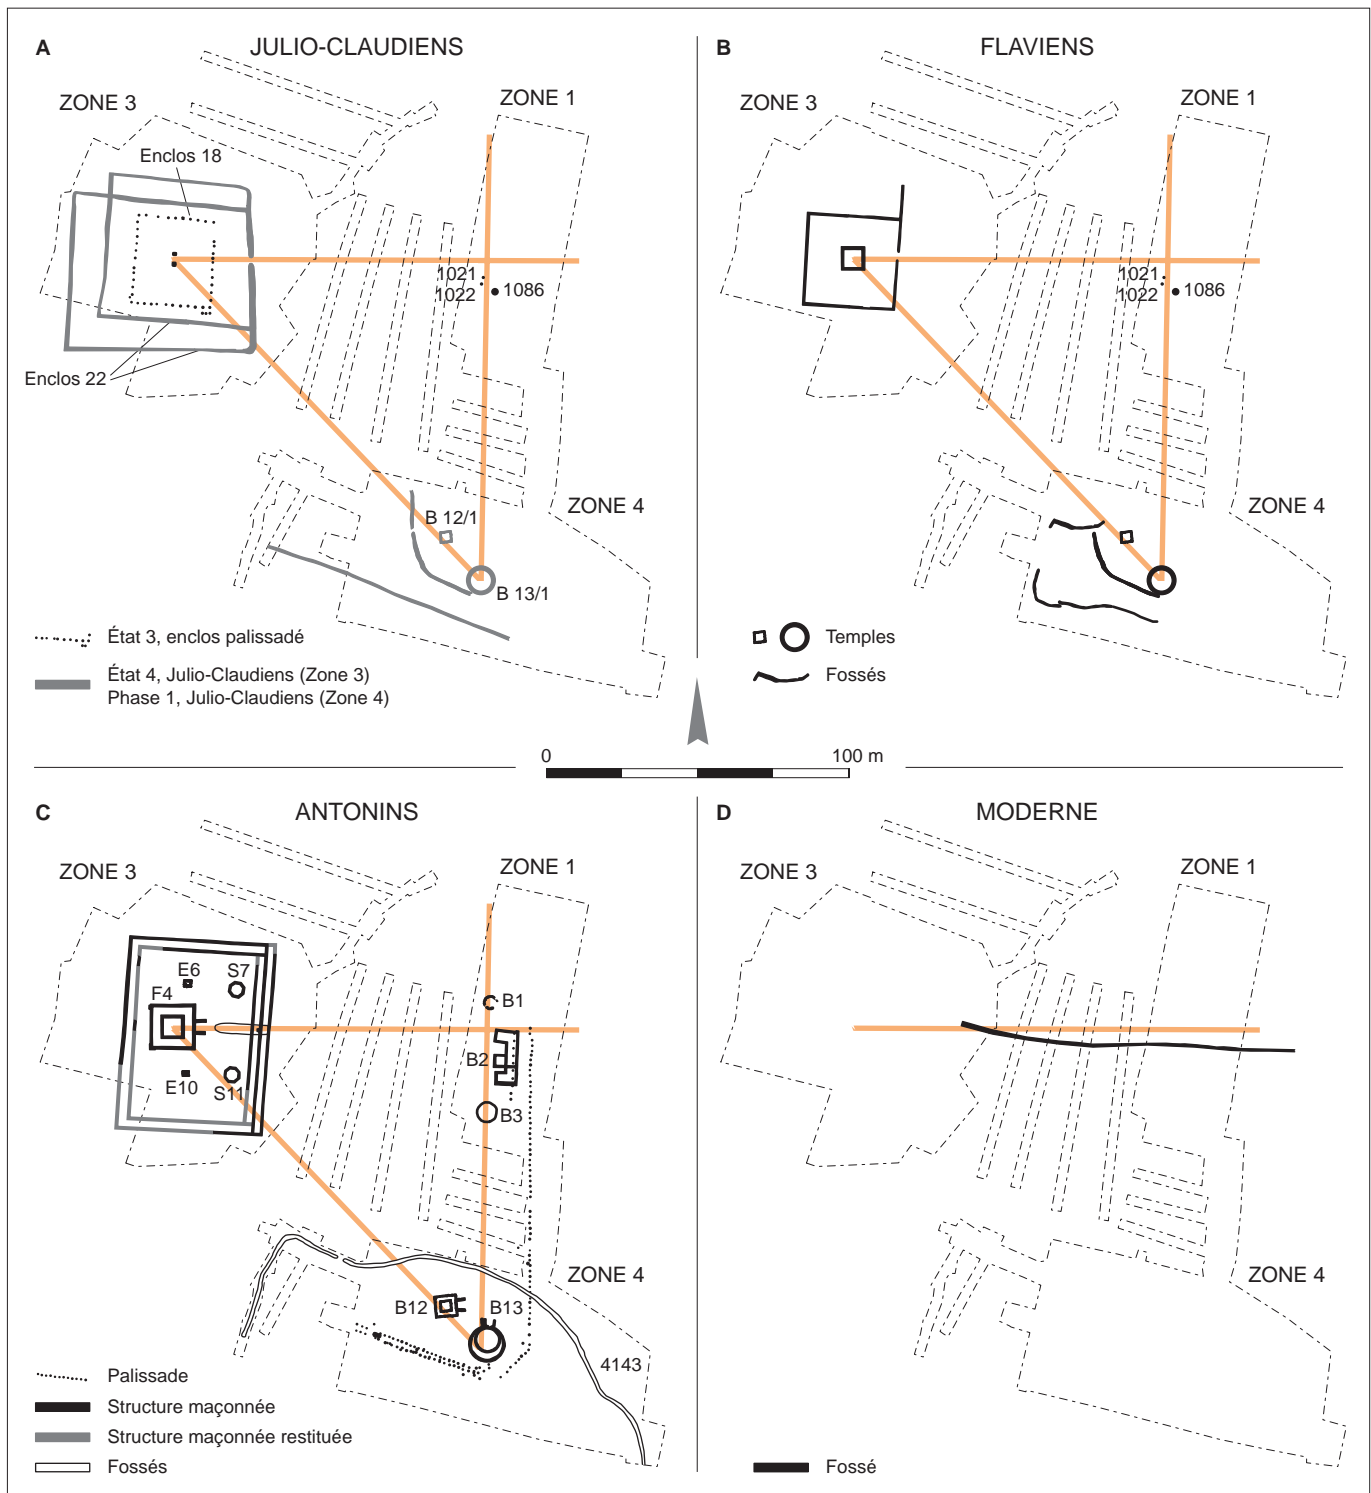 A
JULIO-CLAUDIENS
ZONE 3
ZONE 1
Enclos 18
1021
1022
1086
Enclos 22
ZONE 4
B 12/1
B 13/1
État 3, enclos palissadé
État 4, Julio-Claudiens (Zone 3)
Phase 1, Julio-Claudiens (Zone 4)
B
FLAVIENS
ZONE 3
ZONE 1
1021
1022
1086
ZONE 4
Temples
Fossés
0
100 m
C
ANTONINS
ZONE 3
ZONE 1
E6
S7
F4
B1
B2
E10
S11
B3
ZONE 4
B12
B13
4143
Palissade
Structure maçonnée
Structure maçonnée restituée
Fossés
D
MODERNE
ZONE 3
ZONE 1
ZONE 4
Fossé